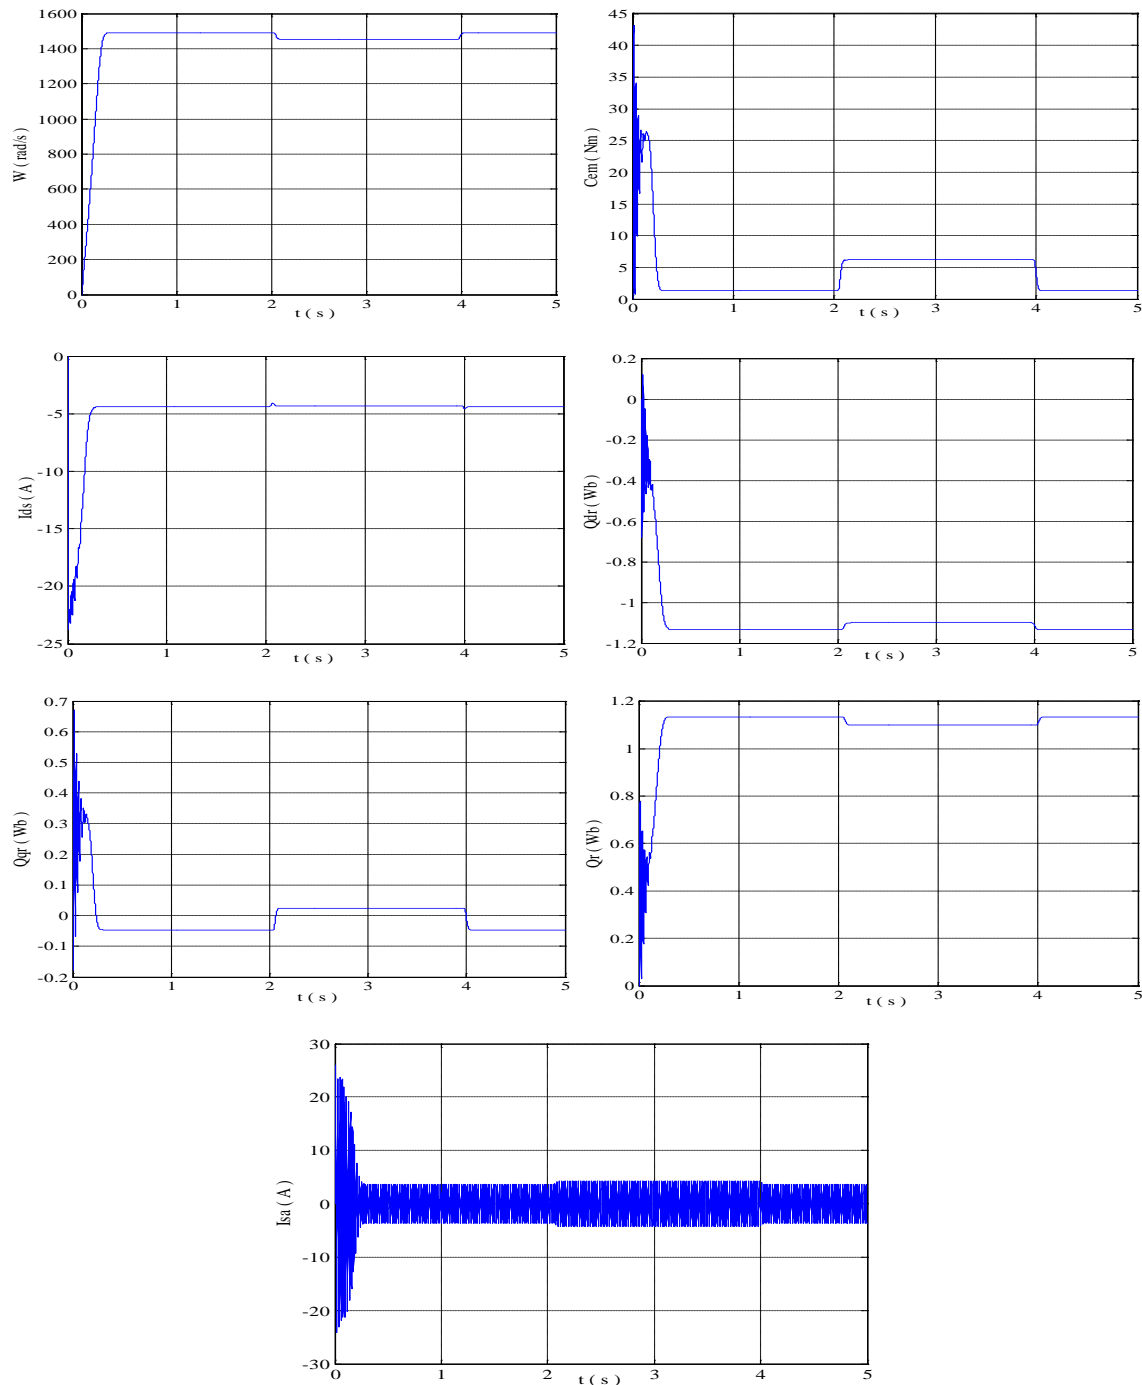 1600
1400
1200
1000
800
600
400
200
0
W ( rad/s )
0 1 2 3 4 5
t ( s )
45
40
35
30
25
20
15
10
5
0
Cem ( Nm )
0 1 2 3 4 5
t ( s )
0
-5
-10
-15
-20
-25
Ids ( A )
0 1 2 3 4 5
t ( s )
0.2
0
-0.2
-0.4
-0.6
-0.8
-1
-1.2
Qdr ( Wb )
0 1 2 3 4 5
t ( s )
0.7
0.6
0.5
0.4
0.3
0.2
0.1
0
-0.1
-0.2
Qqr ( Wb )
0 1 2 3 4 5
t ( s )
1.2
1
0.8
0.6
0.4
0.2
0
Qr ( Wb )
0 1 2 3 4 5
t ( s )
30
20
10
0
-10
-20
-30
Isa ( A )
0 1 2 3 4 5
t ( s )